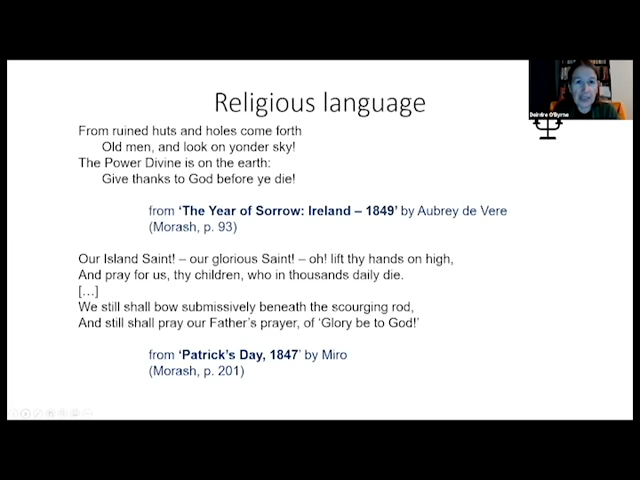 Religious language
From ruined huts and holes come forth
Old men, and look on yonder sky!
The Power Divine is on the earth:
Give thanks to God before ye die!
from ‘The Year of Sorrow: Ireland – 1849’ by Aubrey de Vere
(Morash, p. 93)
Our Island Saint! – our glorious Saint! – oh! lift thy hands on high,
And pray for us, thy children, who in thousands daily die.
[…]
We still shall bow submissively beneath the scourging rod,
And still shall pray our Father’s prayer, of ‘Glory be to God!’
from ‘Patrick’s Day, 1847’ by Miro
(Morash, p. 201)
Deirdre O'Byrne